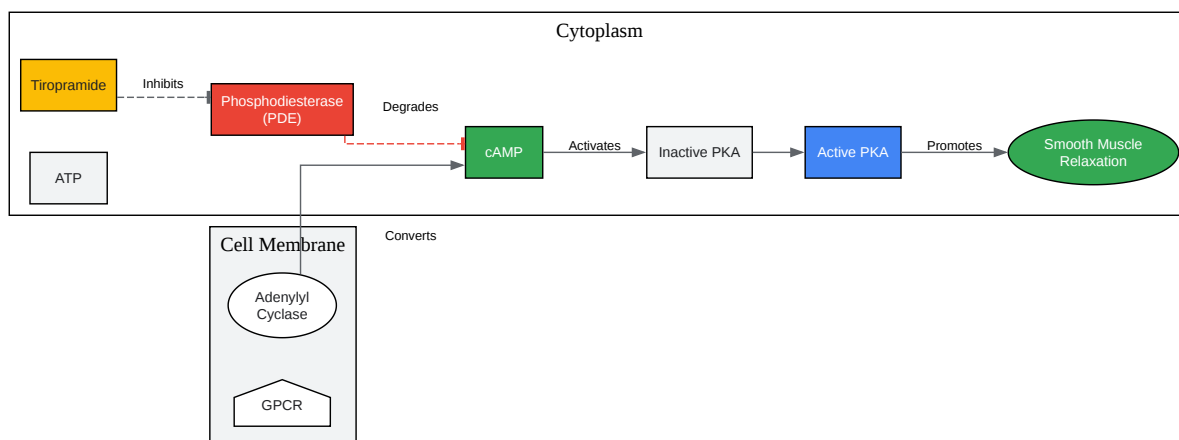 Cytoplasm
Tiropramide
Inhibits
Phosphodiesterase
(PDE)
Degrades
cAMP
Activates
Inactive PKA
Active PKA
Promotes
Smooth Muscle
Relaxation
ATP
Converts
Cell Membrane
Adenylyl
Cyclase
GPCR